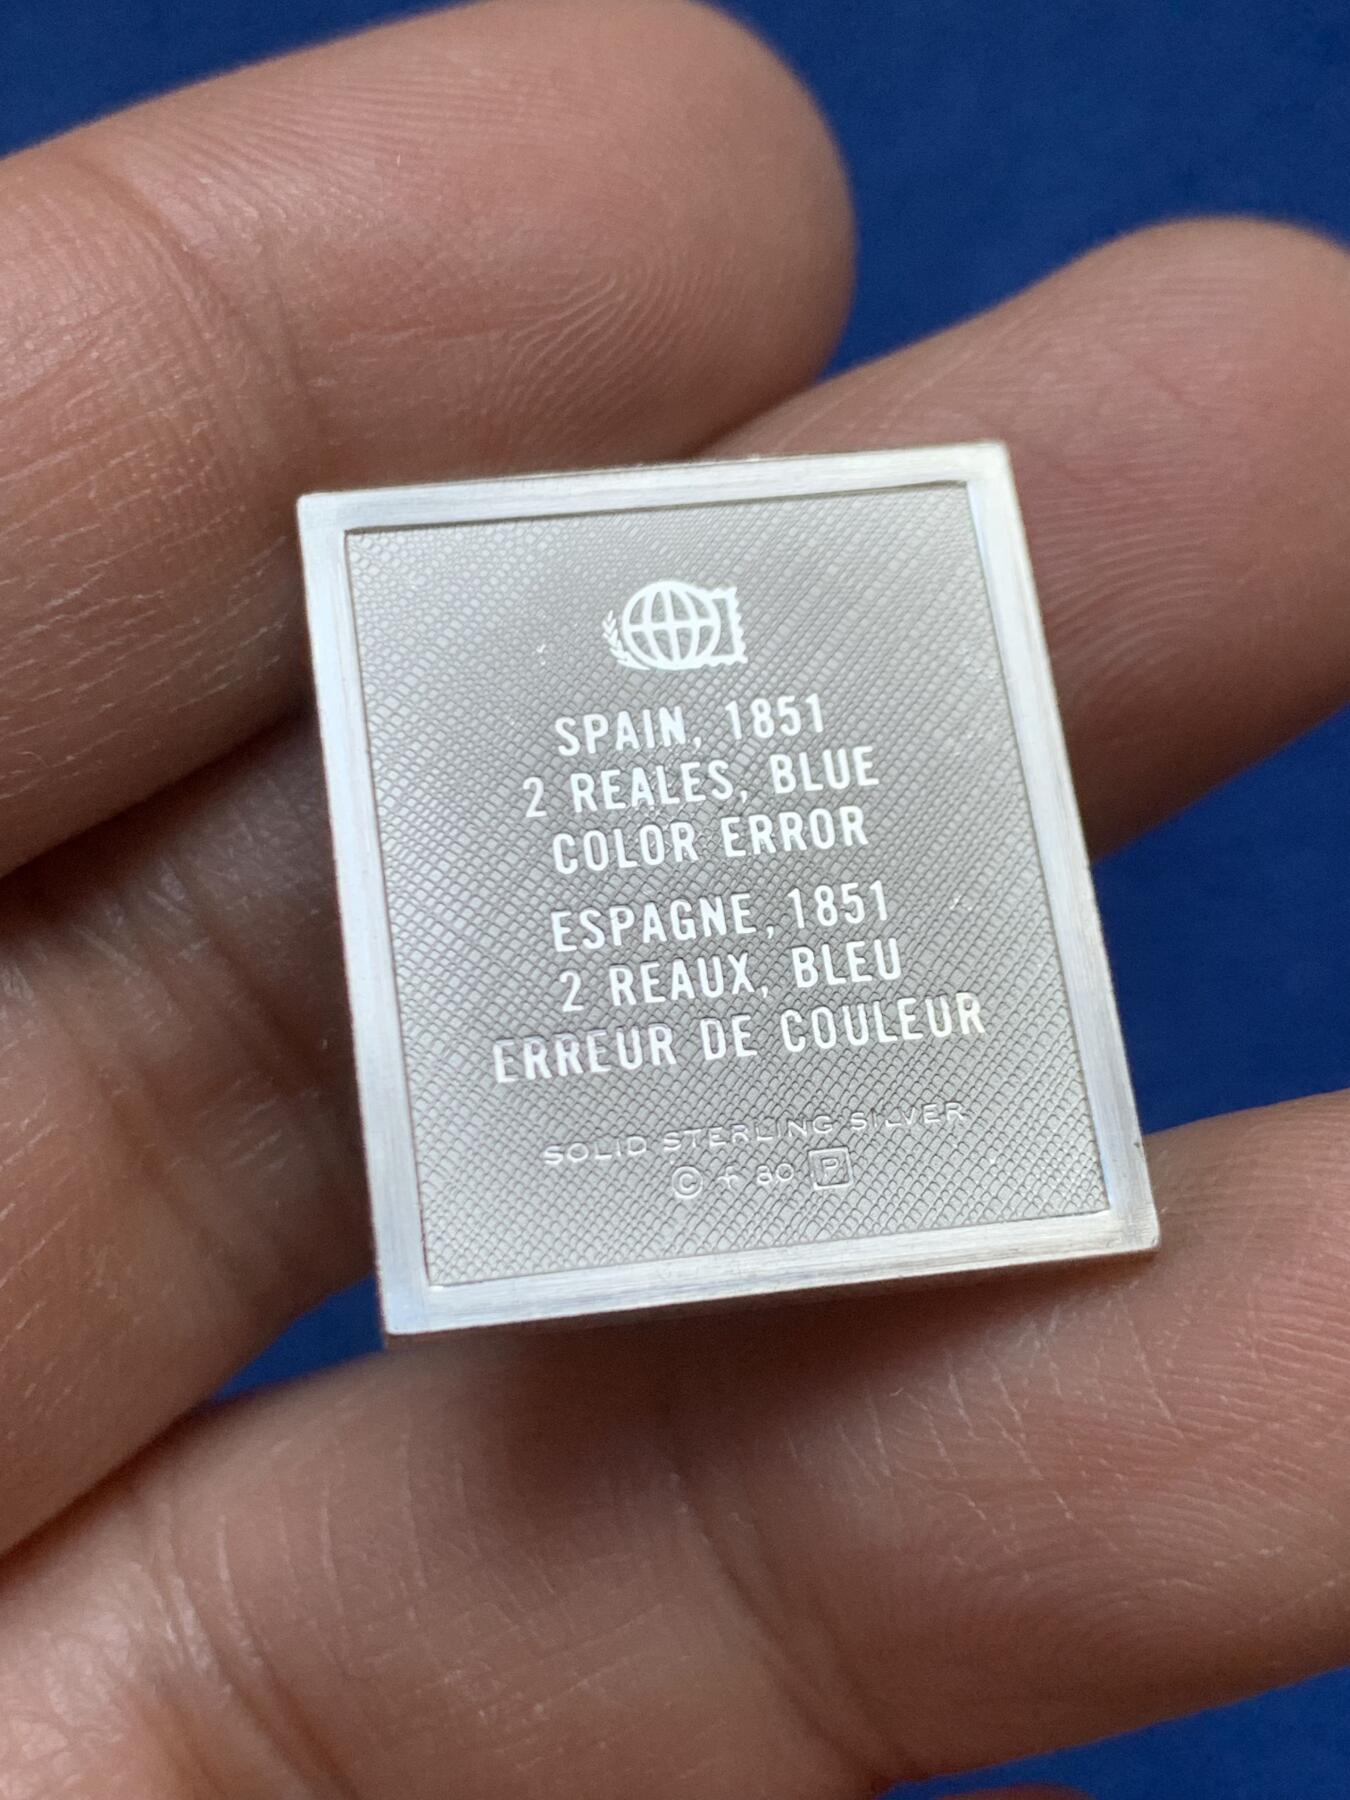 SPAIN, 1851
2 REALES, BLUE
COLOR ERROR
ESPAGNE, 1851
2 REAUX, BLEU
ERREUR DE COULEUR
SOLID STERLING SILVER
© f 80 P